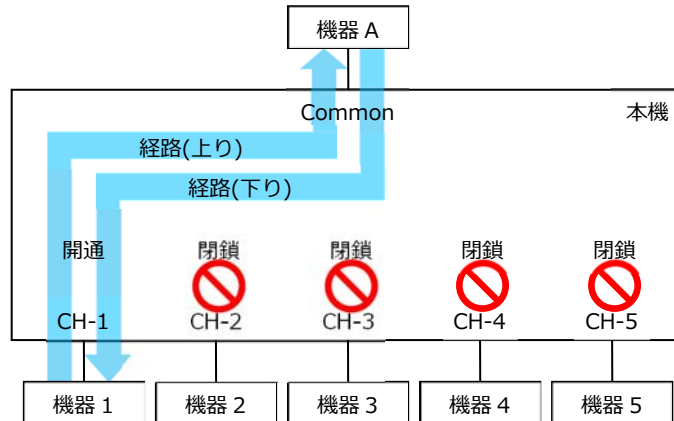 機器 A
Common
本機
経路(上り)
経路(下り)
開通
閉鎖
閉鎖
閉鎖
閉鎖
CH-1
CH-2
CH-3
CH-4
CH-5
機器 1
機器 2
機器 3
機器 4
機器 5